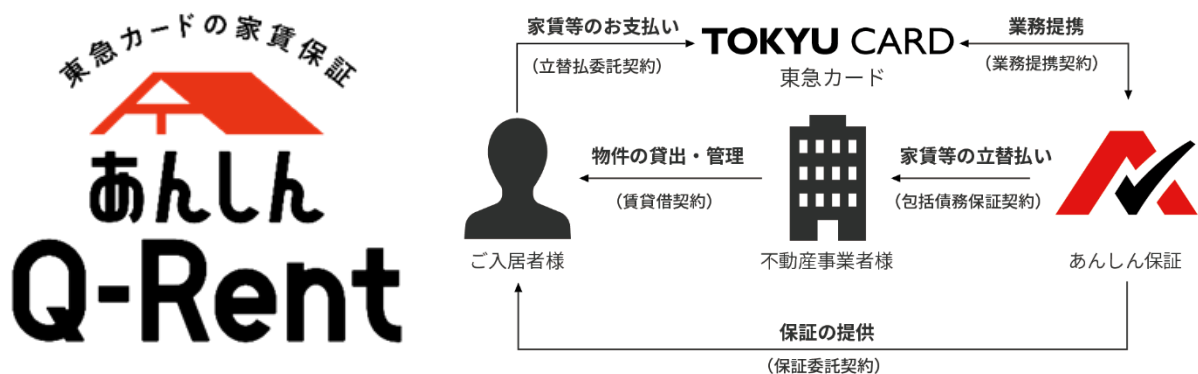 東急カードの家賃保証
あんしん
Q-Rent
家賃等のお支払い
（立替払委託契約）
TOKYU CARD
東急カード
業務提携
（業務提携契約）
物件の貸出・管理
（賃貸借契約）
家賃等の立替払い
（包括債務保証契約）
ご入居者様
不動産事業者様
あんしん保証
保証の提供
（保証委託契約）